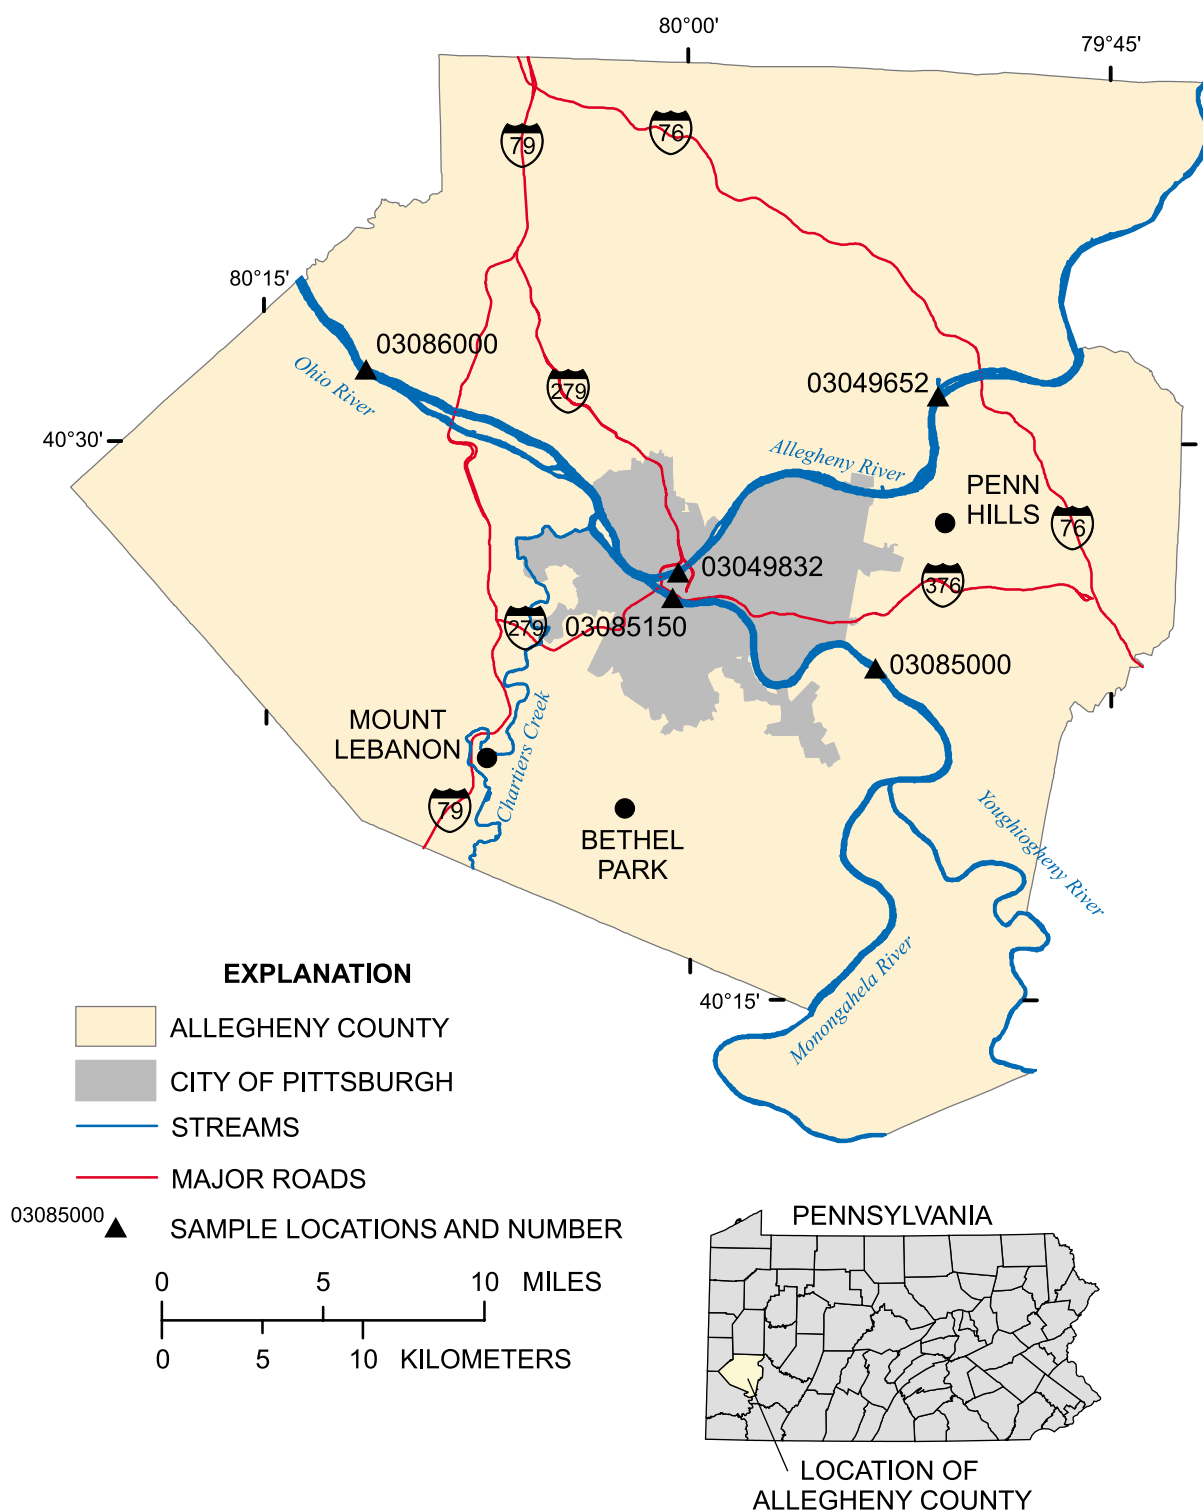 80°00'
79°45'
79
76
80°15'
03086000
Ohio River
279
03049652
40°30'
Allegheny River
PENN
HILLS
76
03049832
376
279
03085150
03085000
MOUNT
LEBANON
Chartiers Creek
79
Youghiogheny River
BETHEL
PARK
Monongahela River
40°15'
EXPLANATION
ALLEGHENY COUNTY
CITY OF PITTSBURGH
STREAMS
MAJOR ROADS
03085000
SAMPLE LOCATIONS AND NUMBER
0 5 10 MILES
0 5 10 KILOMETERS
PENNSYLVANIA
LOCATION OF
ALLEGHENY COUNTY